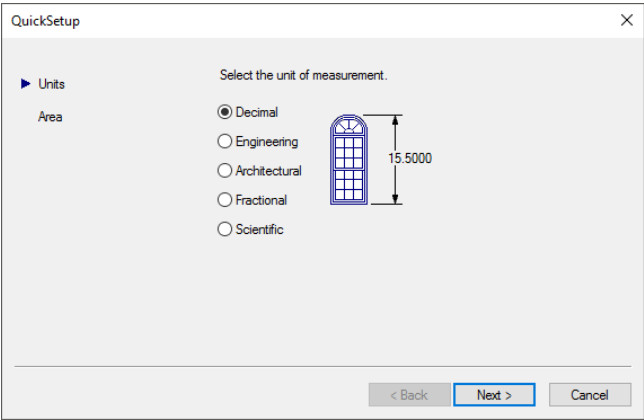 QuickSetup
Units
Area
Select the unit of measurement.
Decimal
Engineering
Architectural
Fractional
Scientific
15.5000
< Back
Next >
Cancel